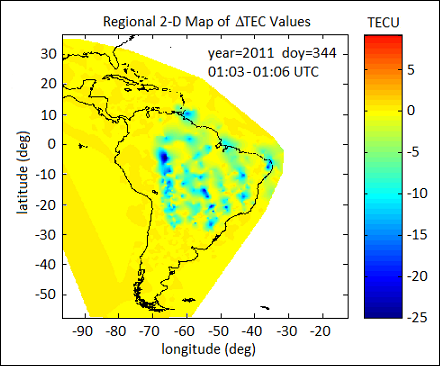 Regional 2-D Map of ΔTEC Values
TECU
year=2011 doy=344
01:03-01:06 UTC
latitude (deg)
30
20
10
0
-10
-20
-30
-40
-50
-90 -80 -70 -60 -50 -40 -30 -20
longitude (deg)
5
0
-5
-10
-15
-20
-25